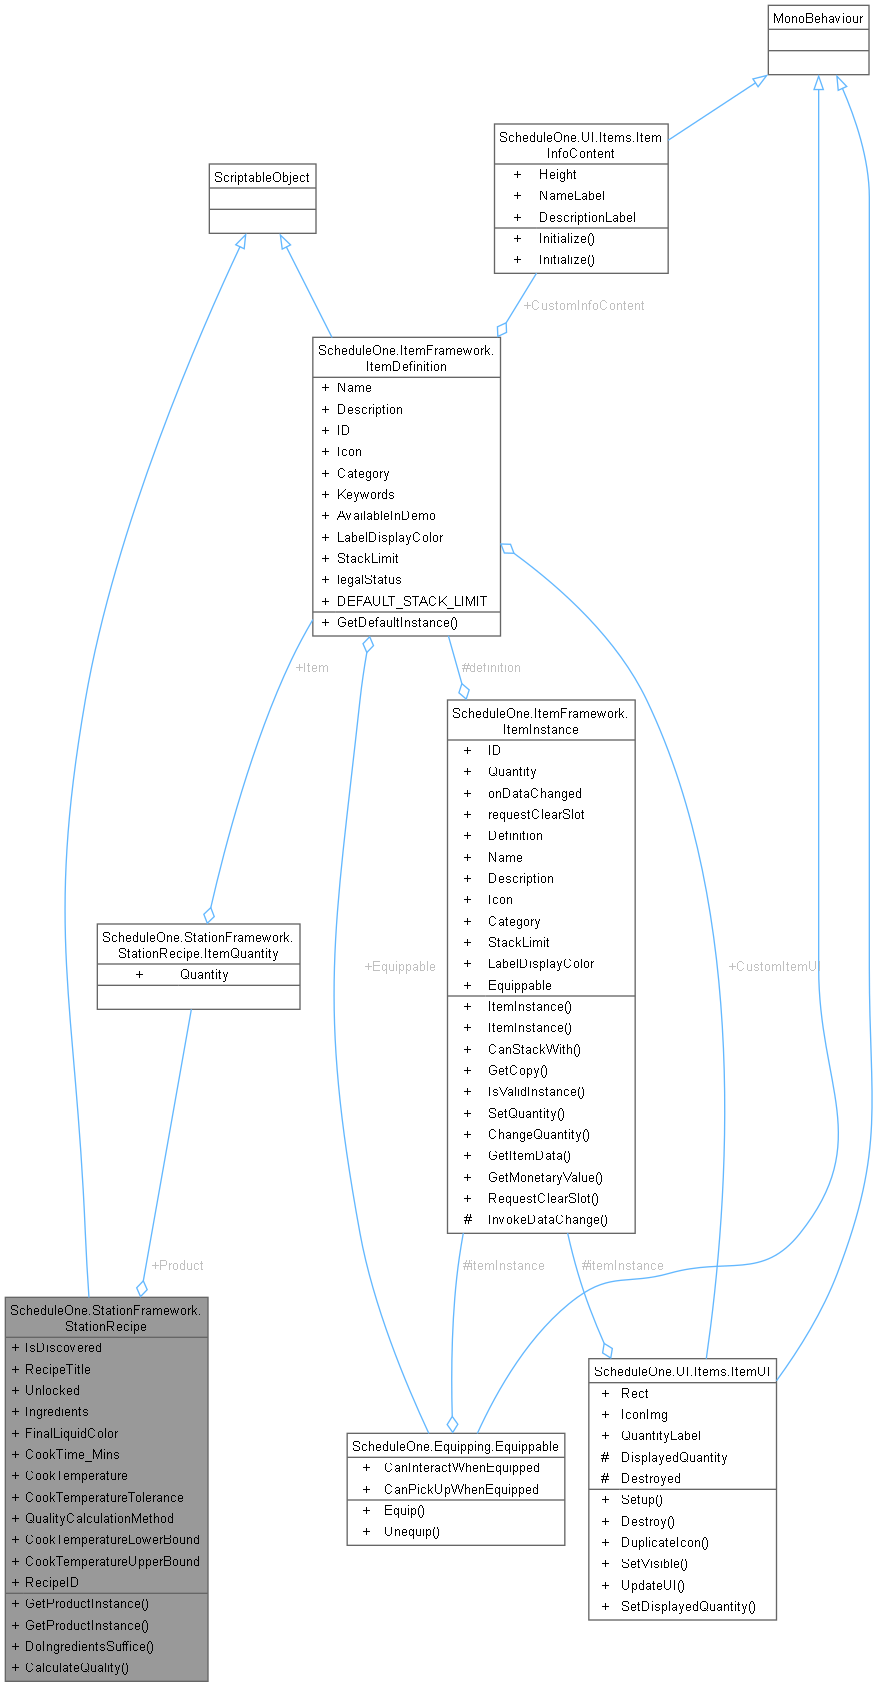 MonoBehaviour
ScheduleOne.UI.Items.Item
InfoContent
+ Height
+ NameLabel
+ DescriptionLabel
+ Initialize()
+ Initialize()
ScriptableObject
+CustomInfoContent
ScheduleOne.ItemFramework.
ItemDefinition
+ Name
+ Description
+ ID
+ Icon
+ Category
+ Keywords
+ AvailableInDemo
+ LabelDisplayColor
+ StackLimit
+ legalStatus
+ DEFAULT_STACK_LIMIT
+ GetDefaultInstance()
+Item
#definition
ScheduleOne.ItemFramework.
ItemInstance
+ ID
+ Quantity
+ onDataChanged
+ requestClearSlot
+ Definition
+ Name
+ Description
+ Icon
+ Category
+ StackLimit
+ LabelDisplayColor
+ Equippable
+ ItemInstance()
+ ItemInstance()
+ CanStackWith()
+ GetCopy()
+ IsValidInstance()
+ SetQuantity()
+ ChangeQuantity()
+ GetItemData()
+ GetMonetaryValue()
+ RequestClearSlot()
# InvokeDataChange()
ScheduleOne.StationFramework.
StationRecipe.ItemQuantity
+ Quantity
+Equippable
+CustomItemUI
+Product
#itemInstance
#itemInstance
ScheduleOne.StationFramework.
StationRecipe
+ IsDiscovered
+ RecipeTitle
+ Unlocked
+ Ingredients
+ FinalLiquidColor
+ CookTime_Mins
+ CookTemperature
+ CookTemperatureTolerance
+ QualityCalculationMethod
+ CookTemperatureLowerBound
+ CookTemperatureUpperBound
+ RecipeID
+ GetProductInstance()
+ GetProductInstance()
+ DoIngredientsSuffice()
+ CalculateQuality()
ScheduleOne.Equipping.Equippable
+ CanInteractWhenEquipped
+ CanPickUpWhenEquipped
+ Equip()
+ Unequip()
ScheduleOne.UI.Items.ItemUI
+ Rect
+ IconImg
+ QuantityLabel
# DisplayedQuantity
# Destroyed
+ Setup()
+ Destroy()
+ DuplicateIcon()
+ SetVisible()
+ UpdateUI()
+ SetDisplayedQuantity()